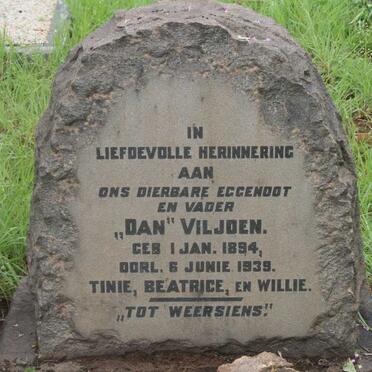 IN
LIEFDEVOLLE HERINNERING
AAN
ONS DIERBARE EGGENOOT
EN VADER
„DAN" VILJOEN.
GEB 1 JAN. 1894,
OORL. 6 JUNIE 1939.
TINIE, BEATRICE, EN WILLIE.
„TOT WEERSIENS."